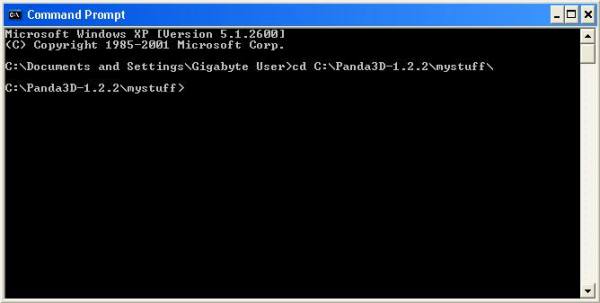 Command Prompt
Microsoft Windows XP [Version 5.1.2600]
(C) Copyright 1985-2001 Microsoft Corp.
C:\Documents and Settings\Gigabyte User>cd C:\Panda3D-1.2.2\mystuff\
C:\Panda3D-1.2.2\mystuff>